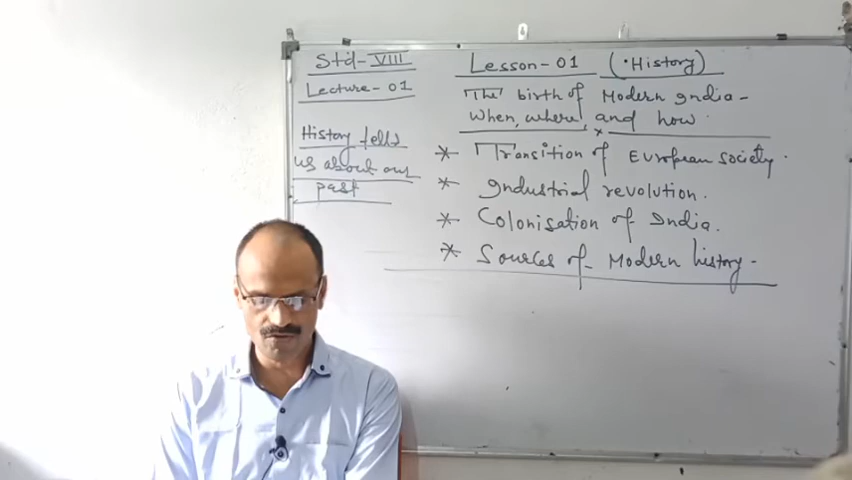 Std-VIII
Lecture-01
History tells
us about our
past
Lesson-01 (·History)
The birth of Modern India-
when, where, and how.
* Transition of European society.
* Industrial revolution.
* Colonisation of India.
* Sources of Modern history.